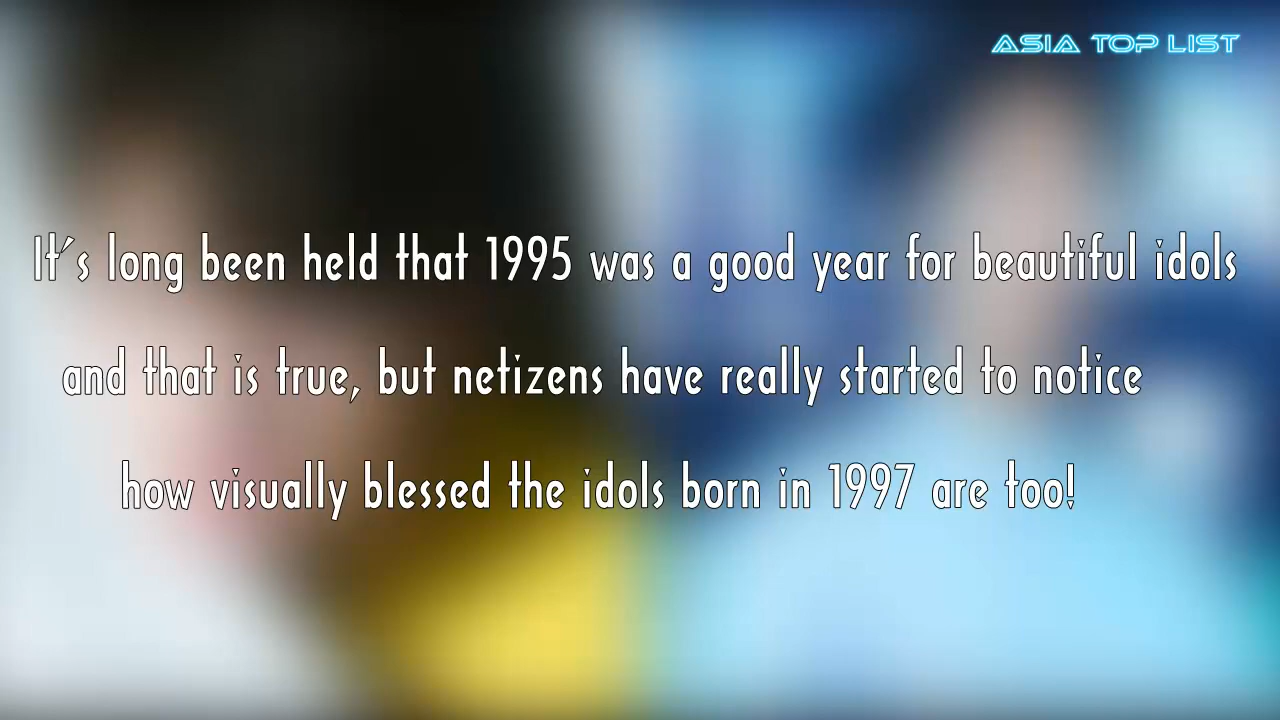 ASIA TOP LIST
It's long been held that 1995 was a good year for beautiful idols
and that is true, but netizens have really started to notice
how visually blessed the idols born in 1997 are too!